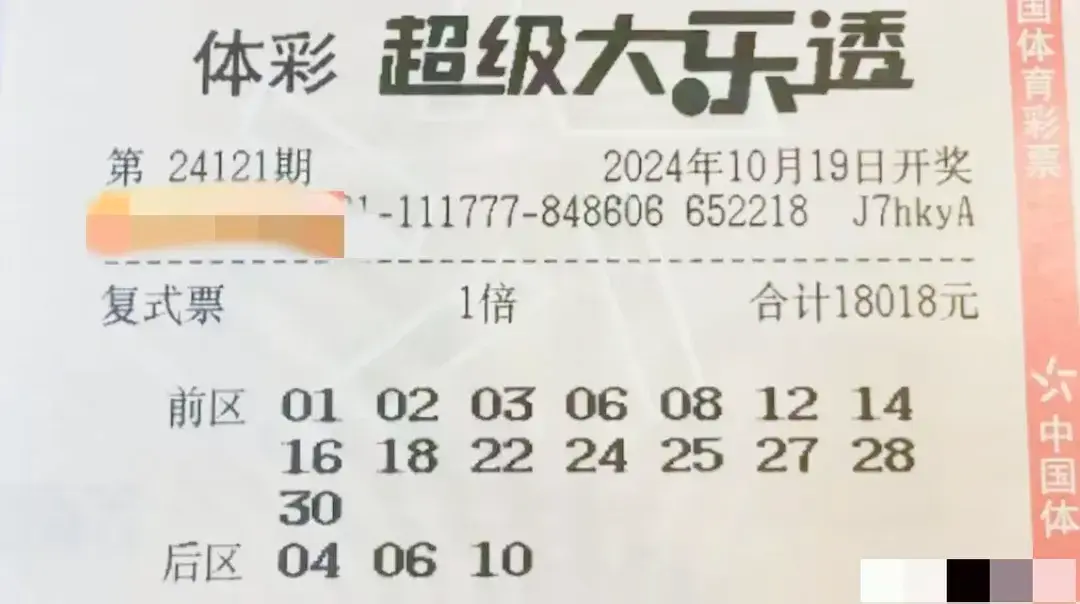 体彩 超级大乐透
第 24121期 2024年10月19日开奖
1-111777-848606 652218 J7hkyA
复式票 1倍 合计18018元
前区 01 02 03 06 08 12 14
16 18 22 24 25 27 28
30
后区 04 06 10
国体育彩票
中国体